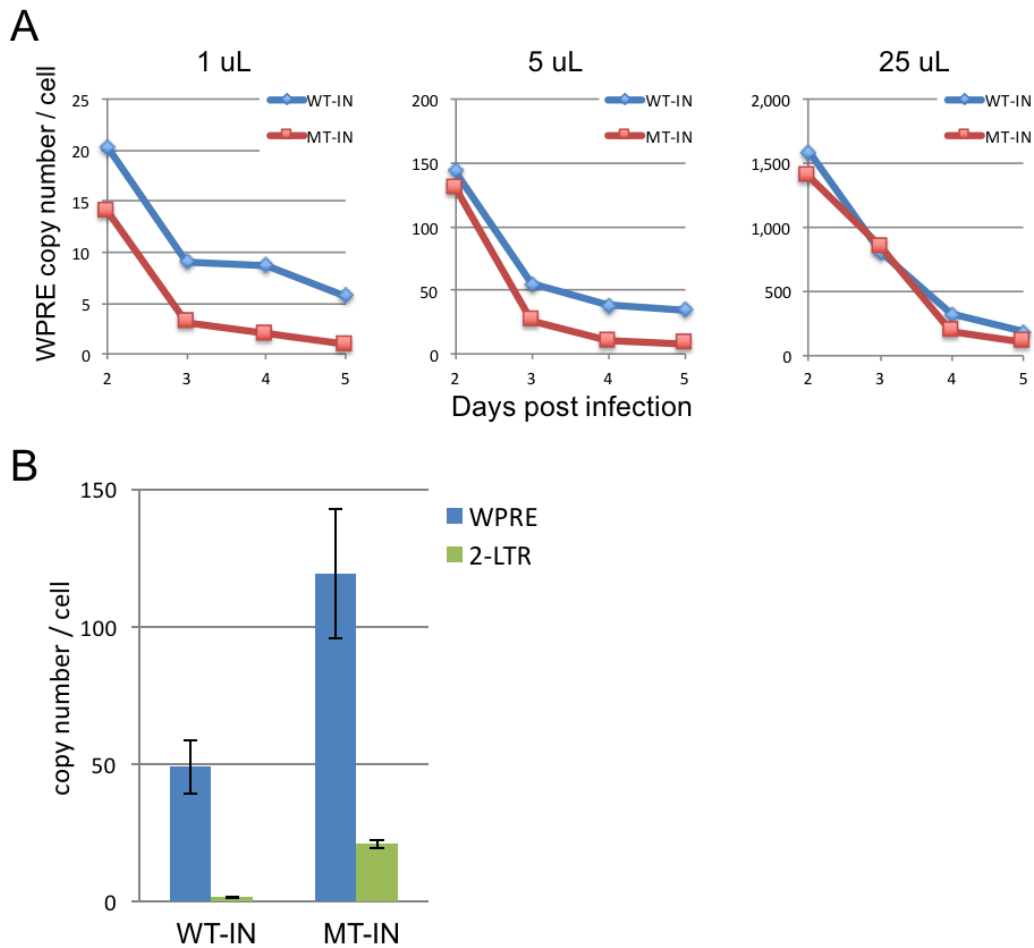 A
1 uL
5 uL
25 uL
WPRE copy number / cell
25
20
15
10
5
0
2
3
4
5
WT-IN
MT-IN
200
150
100
50
0
2
3
4
5
WT-IN
MT-IN
2,000
1,500
1,000
500
0
2
3
4
5
WT-IN
MT-IN
Days post infection
B
copy number / cell
150
100
50
0
WT-IN
MT-IN
WPRE
2-LTR